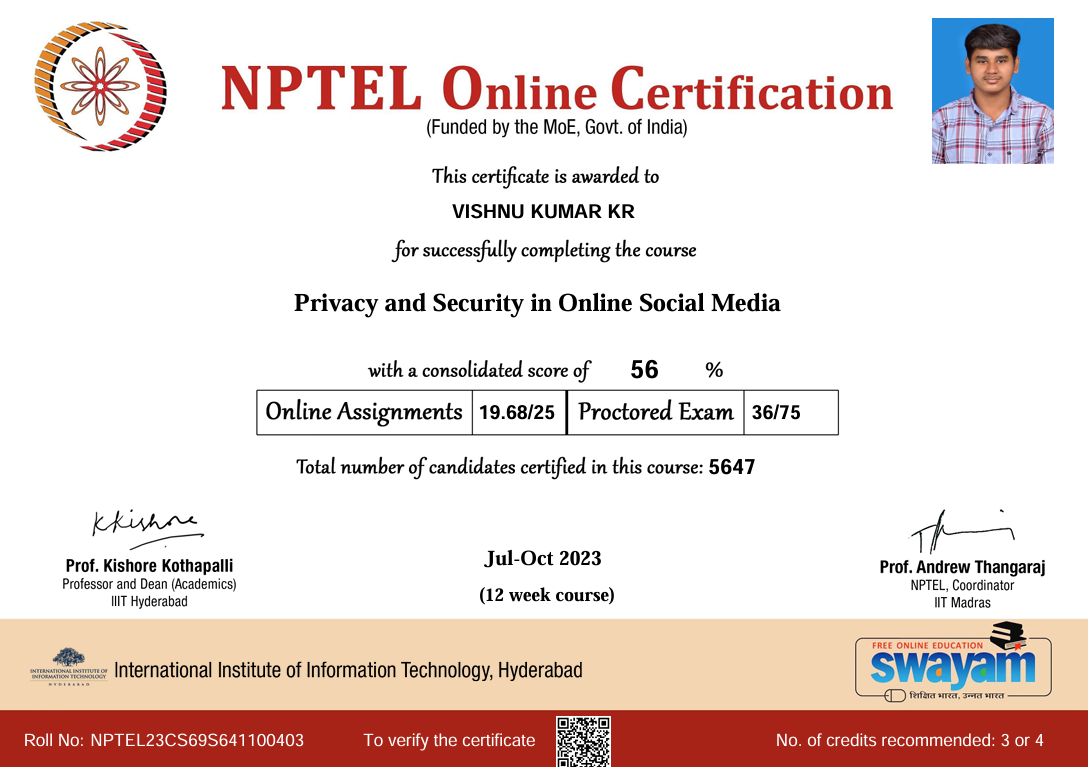 NPTEL Online Certification
(Funded by the MoE, Govt. of India)
This certificate is awarded to
VISHNU KUMAR KR
for successfully completing the course
Privacy and Security in Online Social Media
with a consolidated score of 56 %
Online Assignments 19.68/25 Proctored Exam 36/75
Total number of candidates certified in this course: 5647
Kkishore
Prof. Kishore Kothapalli
Professor and Dean (Academics)
IIIT Hyderabad
Jul-Oct 2023
(12 week course)
Prof. Andrew Thangaraj
NPTEL, Coordinator
IIT Madras
INTERNATIONAL INSTITUTE OF
INFORMATION TECHNOLOGY
HYDERABAD
International Institute of Information Technology, Hyderabad
FREE ONLINE EDUCATION
swayam
शिक्षित भारत, उन्नत भारत
Roll No: NPTEL23CS69S641100403
To verify the certificate
No. of credits recommended: 3 or 4